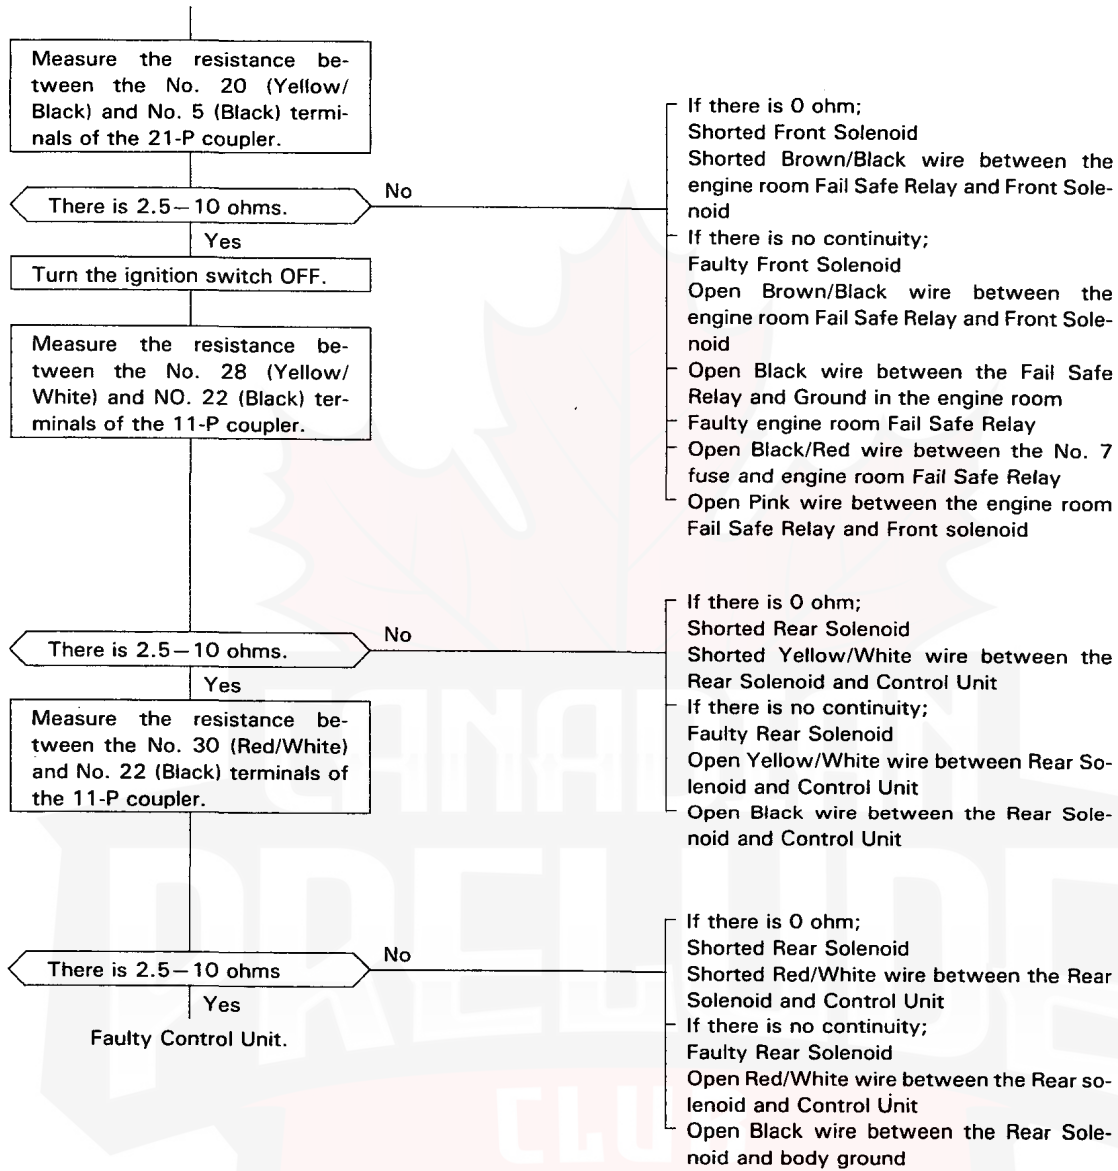 Measure the resistance be-
tween the No. 20 (Yellow/
Black) and No. 5 (Black) termi-
nals of the 21-P coupler.
There is 2.5–10 ohms.
No
If there is 0 ohm;
Shorted Front Solenoid
Shorted Brown/Black wire between the
engine room Fail Safe Relay and Front Sole-
noid
If there is no continuity;
Faulty Front Solenoid
Open Brown/Black wire between the
engine room Fail Safe Relay and Front Sole-
noid
Open Black wire between the Fail Safe
Relay and Ground in the engine room
Faulty engine room Fail Safe Relay
Open Black/Red wire between the No. 7
fuse and engine room Fail Safe Relay
Open Pink wire between the engine room
Fail Safe Relay and Front solenoid
Yes
Turn the ignition switch OFF.
Measure the resistance be-
tween the No. 28 (Yellow/
White) and NO. 22 (Black) ter-
minals of the 11-P coupler.
There is 2.5–10 ohms.
No
If there is 0 ohm;
Shorted Rear Solenoid
Shorted Yellow/White wire between the
Rear Solenoid and Control Unit
If there is no continuity;
Faulty Rear Solenoid
Open Yellow/White wire between Rear So-
lenoid and Control Unit
Open Black wire between the Rear Sole-
noid and Control Unit
Yes
Measure the resistance be-
tween the No. 30 (Red/White)
and No. 22 (Black) terminals of
the 11-P coupler.
There is 2.5–10 ohms
No
If there is 0 ohm;
Shorted Rear Solenoid
Shorted Red/White wire between the Rear
Solenoid and Control Unit
If there is no continuity;
Faulty Rear Solenoid
Open Red/White wire between the Rear so-
lenoid and Control Unit
Open Black wire between the Rear Sole-
noid and body ground
Yes
Faulty Control Unit.
CANADIAN
PRELUDE
CLUB